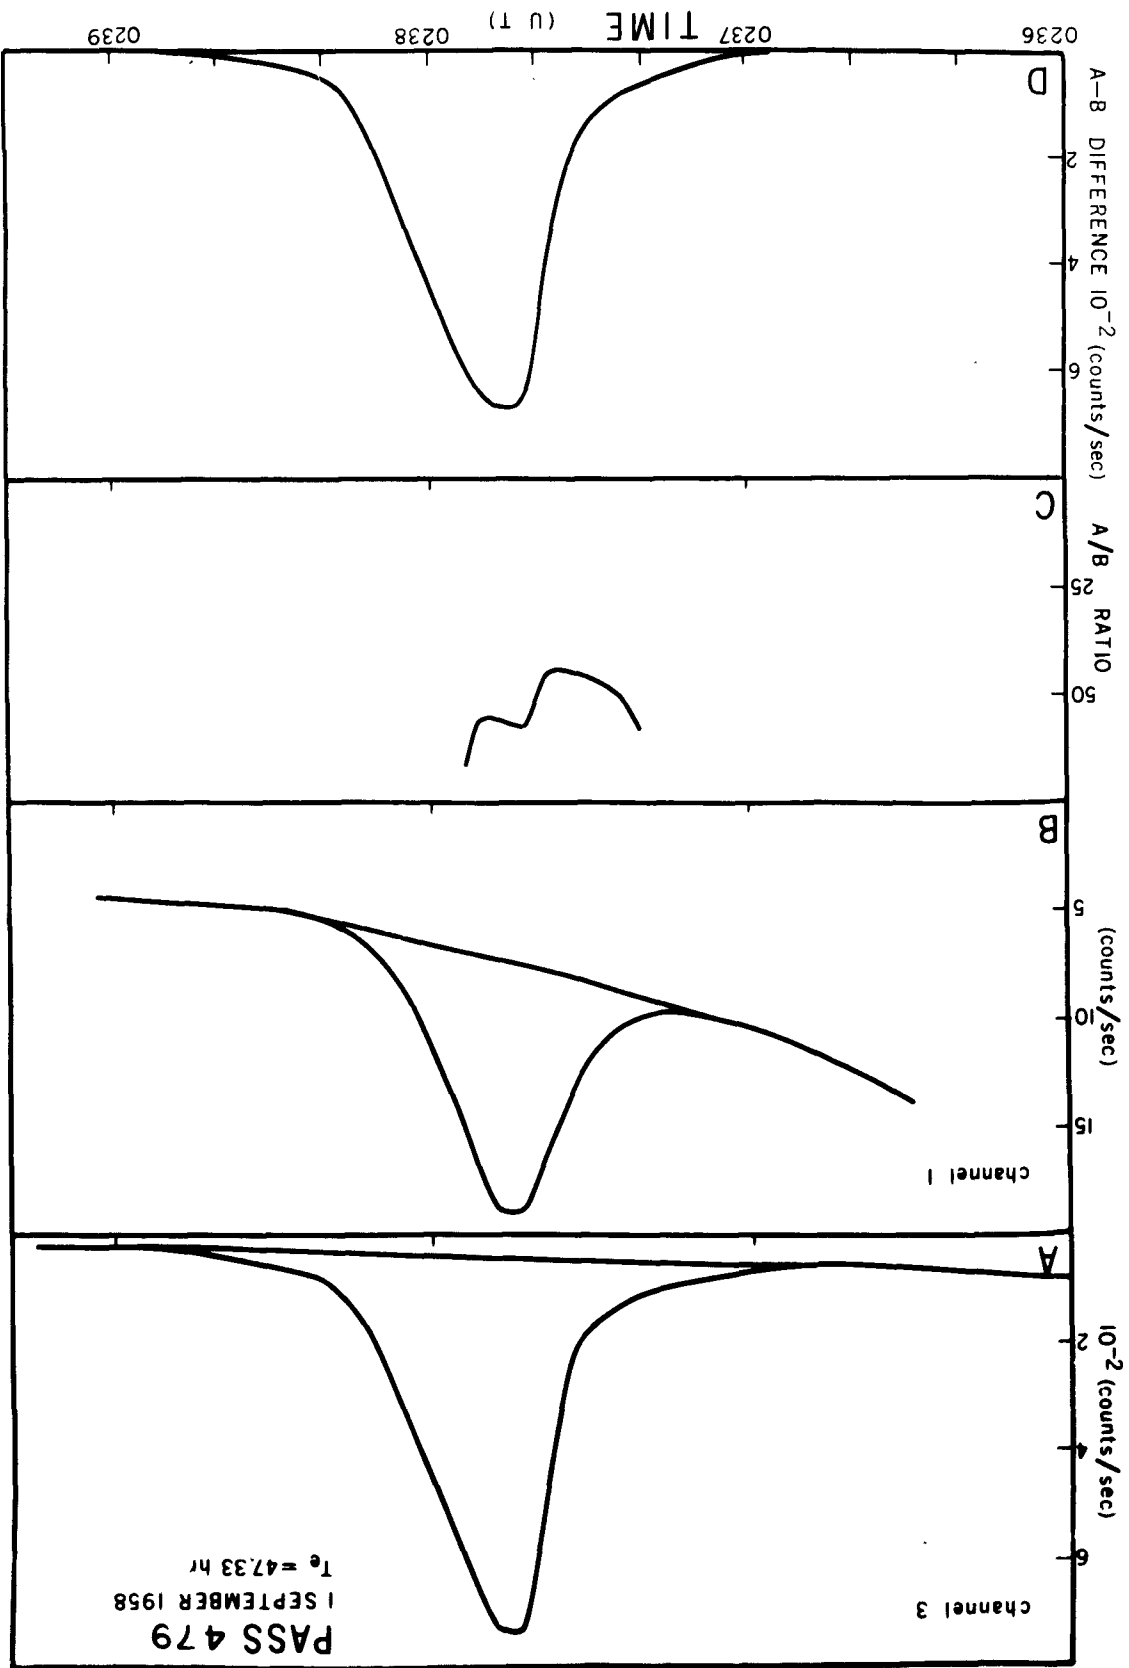 PASS 479
1 SEPTEMBER 1958
Te = 47.33 hr
channel 3
10⁻² (counts/sec)
6
4
2
A
channel 1
(counts/sec)
15
10
5
B
A/B RATIO
50
25
C
A-B DIFFERENCE 10⁻² (counts/sec)
6
4
2
D
0236
0237
0238
0239
TIME (UT)